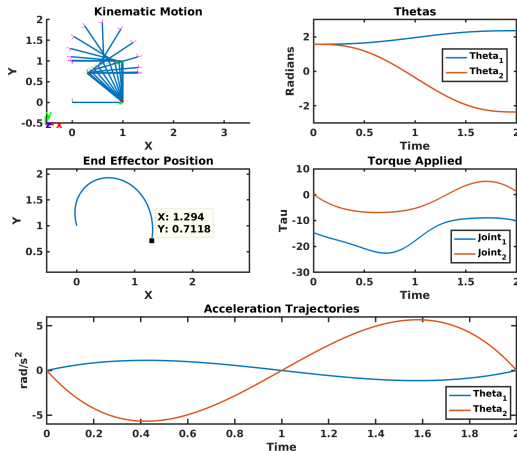 Kinematic Motion
2
1.5
1
0.5
0
-0.5
Y
0
1
2
3
X
Y
X
Thetas
2
0
-2
Radians
Theta1
Theta2
0
0.5
1
1.5
2
Time
End Effector Position
2
1.5
1
0.5
Y
X: 1.294
Y: 0.7118
0
1
2
X
Torque Applied
10
0
-10
-20
-30
Tau
Joint1
Joint2
0
0.5
1
1.5
2
Time
Acceleration Trajectories
5
0
-5
rad/s²
Theta1
Theta2
0
0.2
0.4
0.6
0.8
1
1.2
1.4
1.6
1.8
2
Time